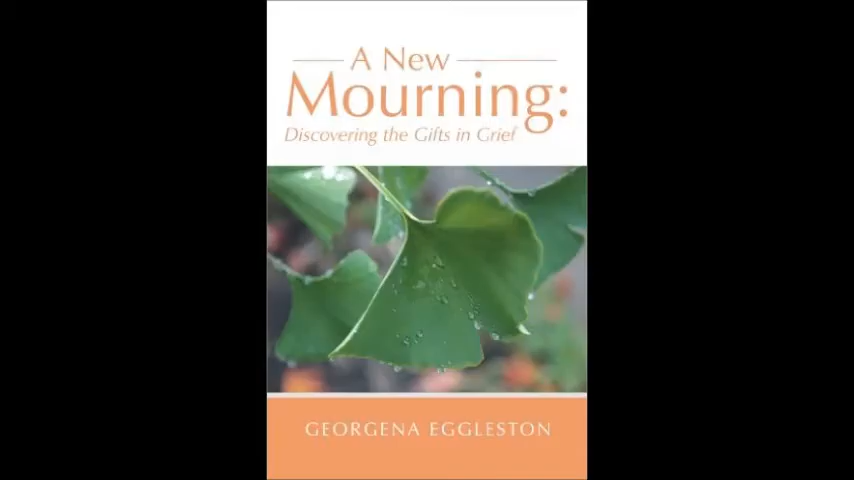 A New
Mourning:
Discovering the Gifts in Grief
GEORGENA EGGLESTON